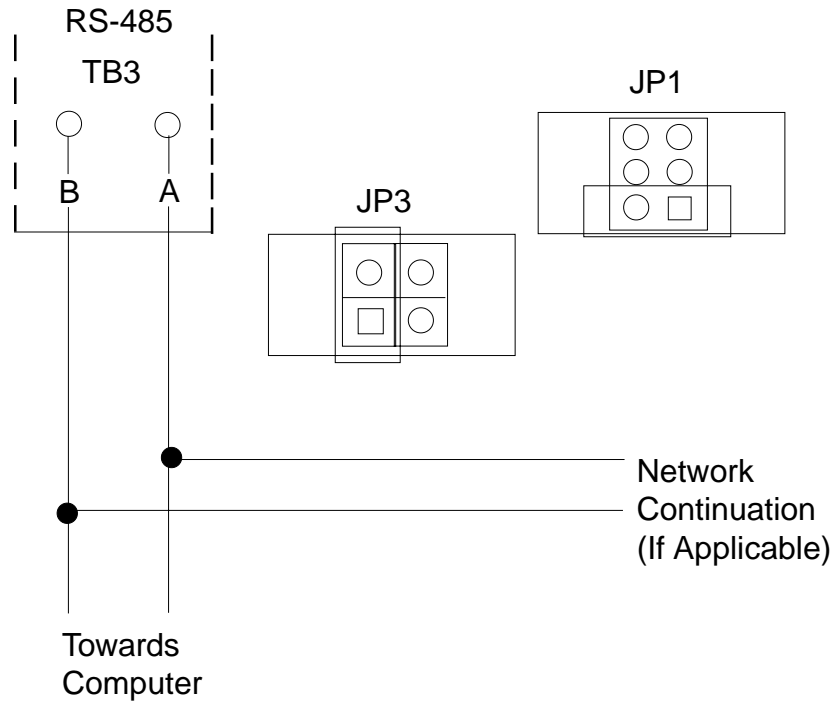 RS-485
TB3
B A
JP3
JP1
Network
Continuation
(If Applicable)
Towards
Computer